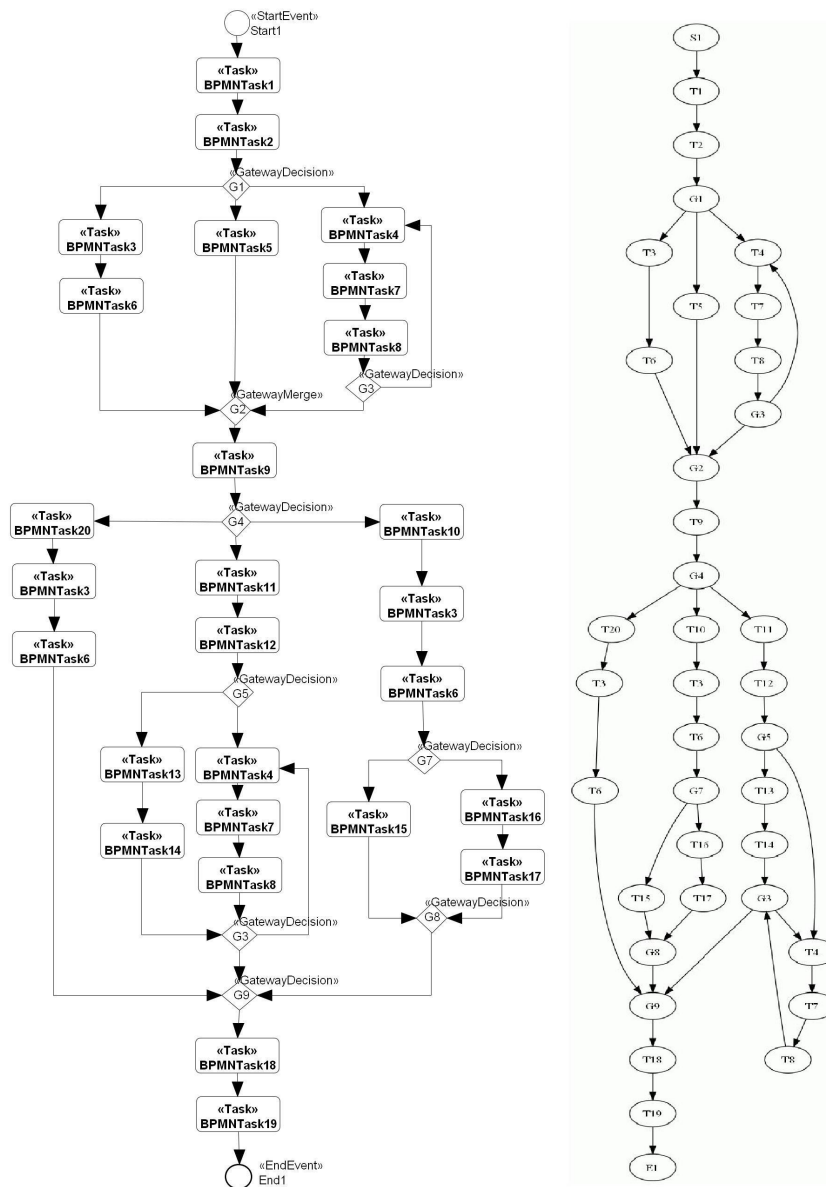 «StartEvent»
Start1
«Task»
BPMNTask1
«Task»
BPMNTask2
«GatewayDecision»
G1
«Task»
BPMNTask3
«Task»
BPMNTask5
«Task»
BPMNTask4
«Task»
BPMNTask6
«Task»
BPMNTask7
«Task»
BPMNTask8
«GatewayDecision»
G3
«GatewayMerge»
G2
«Task»
BPMNTask9
«GatewayDecision»
G4
«Task»
BPMNTask20
«Task»
BPMNTask10
«Task»
BPMNTask11
«Task»
BPMNTask3
«Task»
BPMNTask3
«Task»
BPMNTask12
«Task»
BPMNTask6
«Task»
BPMNTask6
«GatewayDecision»
G5
«GatewayDecision»
G7
«Task»
BPMNTask13
«Task»
BPMNTask4
«Task»
BPMNTask15
«Task»
BPMNTask16
«Task»
BPMNTask14
«Task»
BPMNTask7
«Task»
BPMNTask8
«Task»
BPMNTask17
«GatewayDecision»
G3
«GatewayDecision»
G8
«GatewayDecision»
G9
«Task»
BPMNTask18
«Task»
BPMNTask19
«EndEvent»
End1
S1
T1
T2
G1
T3
T4
T5
T7
T6
T8
G3
G2
T9
G4
T20
T10
T11
T3
T3
T12
T6
G5
T6
G7
T13
T16
T14
T15
T17
G3
G8
T4
G9
T7
T18
T8
T19
E1